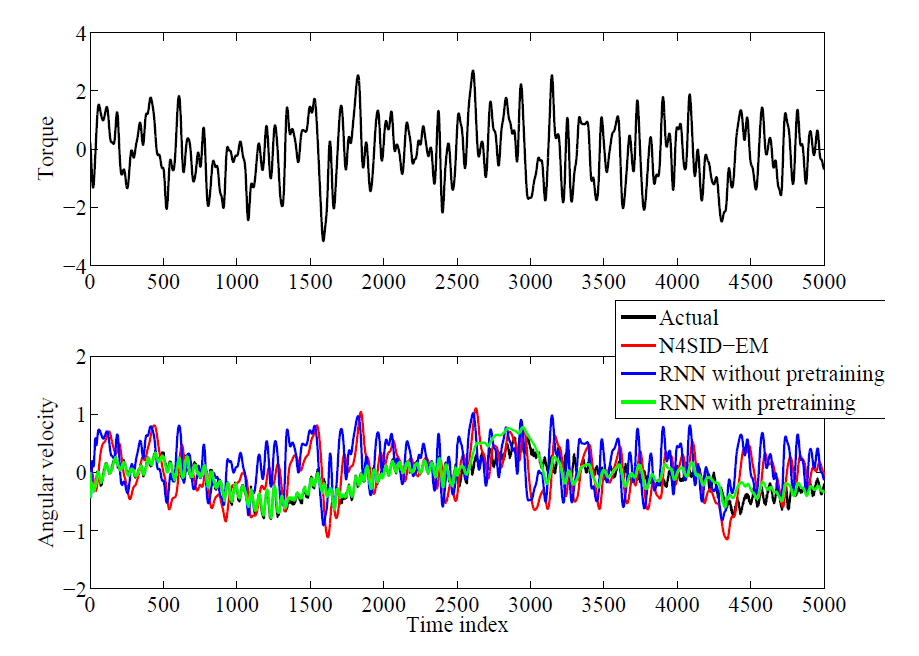 4
2
0
−2
−4
Torque
0 500 1000 1500 2000 2500 3000 3500 4000 4500 5000
Actual
N4SID−EM
RNN without pretraining
RNN with pretraining
2
1
0
−1
−2
Angular velocity
0 500 1000 1500 2000 2500 3000 3500 4000 4500 5000
Time index